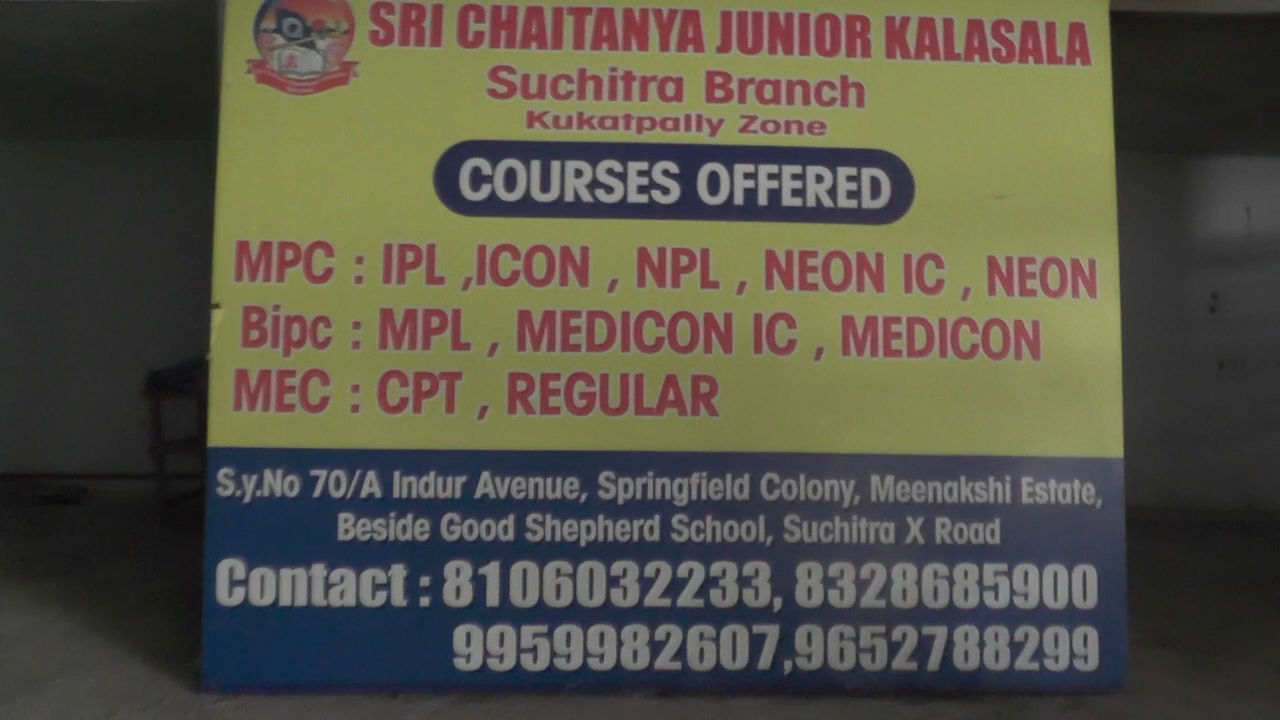 SRI CHAITANYA JUNIOR KALASALA
Suchitra Branch
Kukatpally Zone
COURSES OFFERED
MPC : IPL ,ICON , NPL , NEON IC , NEON
Bipc : MPL , MEDICON IC , MEDICON
MEC : CPT , REGULAR
S.y.No 70/A Indur Avenue, Springfield Colony, Meenakshi Estate,
Beside Good Shepherd School, Suchitra X Road
Contact : 8106032233, 8328685900
9959982607,9652788299